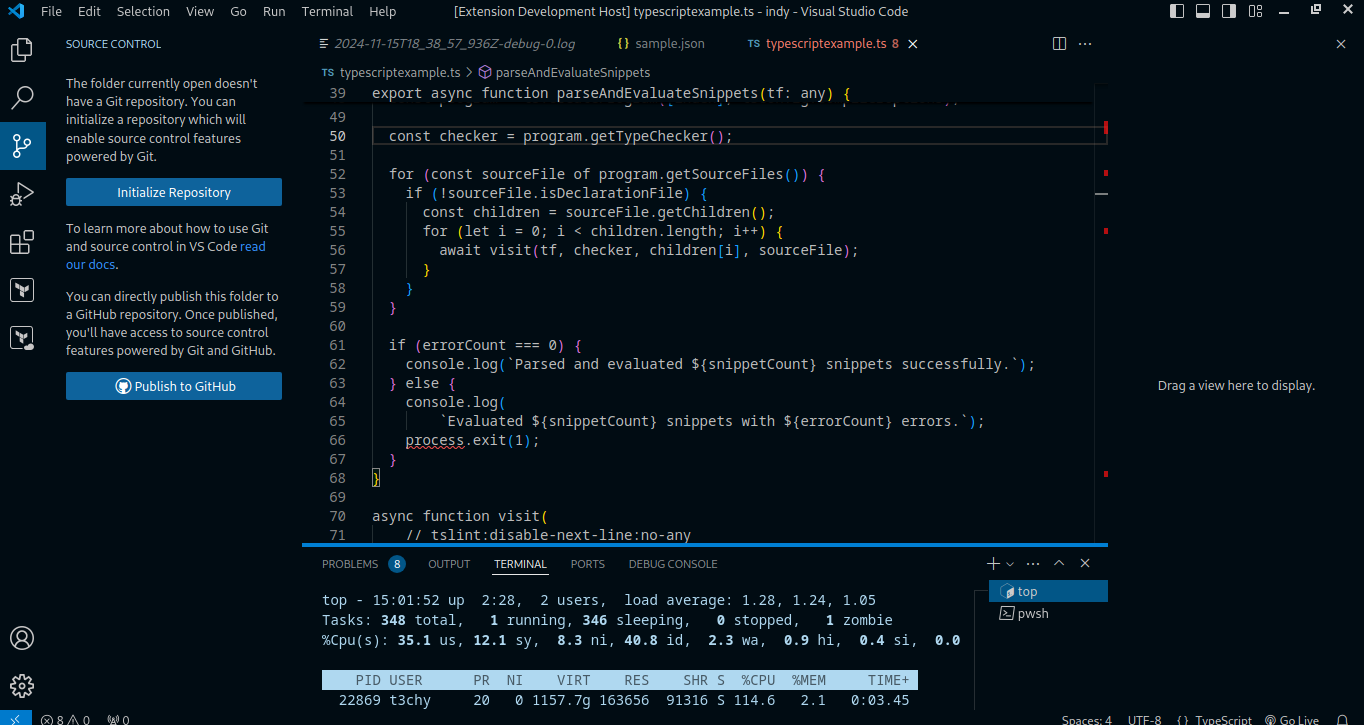 File Edit Selection View Go Run Terminal Help [Extension Development Host] typescriptexample.ts - indy - Visual Studio Code
SOURCE CONTROL
The folder currently open doesn't
have a Git repository. You can
initialize a repository which will
enable source control features
powered by Git.
Initialize Repository
To learn more about how to use Git
and source control in VS Code read
our docs.
You can directly publish this folder to
a GitHub repository. Once published,
you'll have access to source control
features powered by Git and GitHub.
Publish to GitHub
2024-11-15T18_38_57_936Z-debug-0.log {} sample.json TS typescriptexample.ts 8
TS typescriptexample.ts > parseAndEvaluateSnippets
39 export async function parseAndEvaluateSnippets(tf: any) {
49
50 const checker = program.getTypeChecker();
51
52 for (const sourceFile of program.getSourceFiles()) {
53 if (!sourceFile.isDeclarationFile) {
54 const children = sourceFile.getChildren();
55 for (let i = 0; i < children.length; i++) {
56 await visit(tf, checker, children[i], sourceFile);
57 }
58 }
59 }
60
61 if (errorCount === 0) {
62 console.log(`Parsed and evaluated ${snippetCount} snippets successfully.`);
63 } else {
64 console.log(
65 `Evaluated ${snippetCount} snippets with ${errorCount} errors.`);
66 process.exit(1);
67 }
68 }
69
70 async function visit(
71 // tslint:disable-next-line:no-any
Drag a view here to display.
PROBLEMS 8 OUTPUT TERMINAL PORTS DEBUG CONSOLE
top - 15:01:52 up 2:28, 2 users, load average: 1.28, 1.24, 1.05
Tasks: 348 total, 1 running, 346 sleeping, 0 stopped, 1 zombie
%Cpu(s): 35.1 us, 12.1 sy, 8.3 ni, 40.8 id, 2.3 wa, 0.9 hi, 0.4 si, 0.0
PID USER PR NI VIRT RES SHR S %CPU %MEM TIME+
22869 t3chy 20 0 1157.7g 163656 91316 S 114.6 2.1 0:03.45
top
pwsh
8 0 0 Spaces: 4 UTF-8 {} TypeScript Go Live